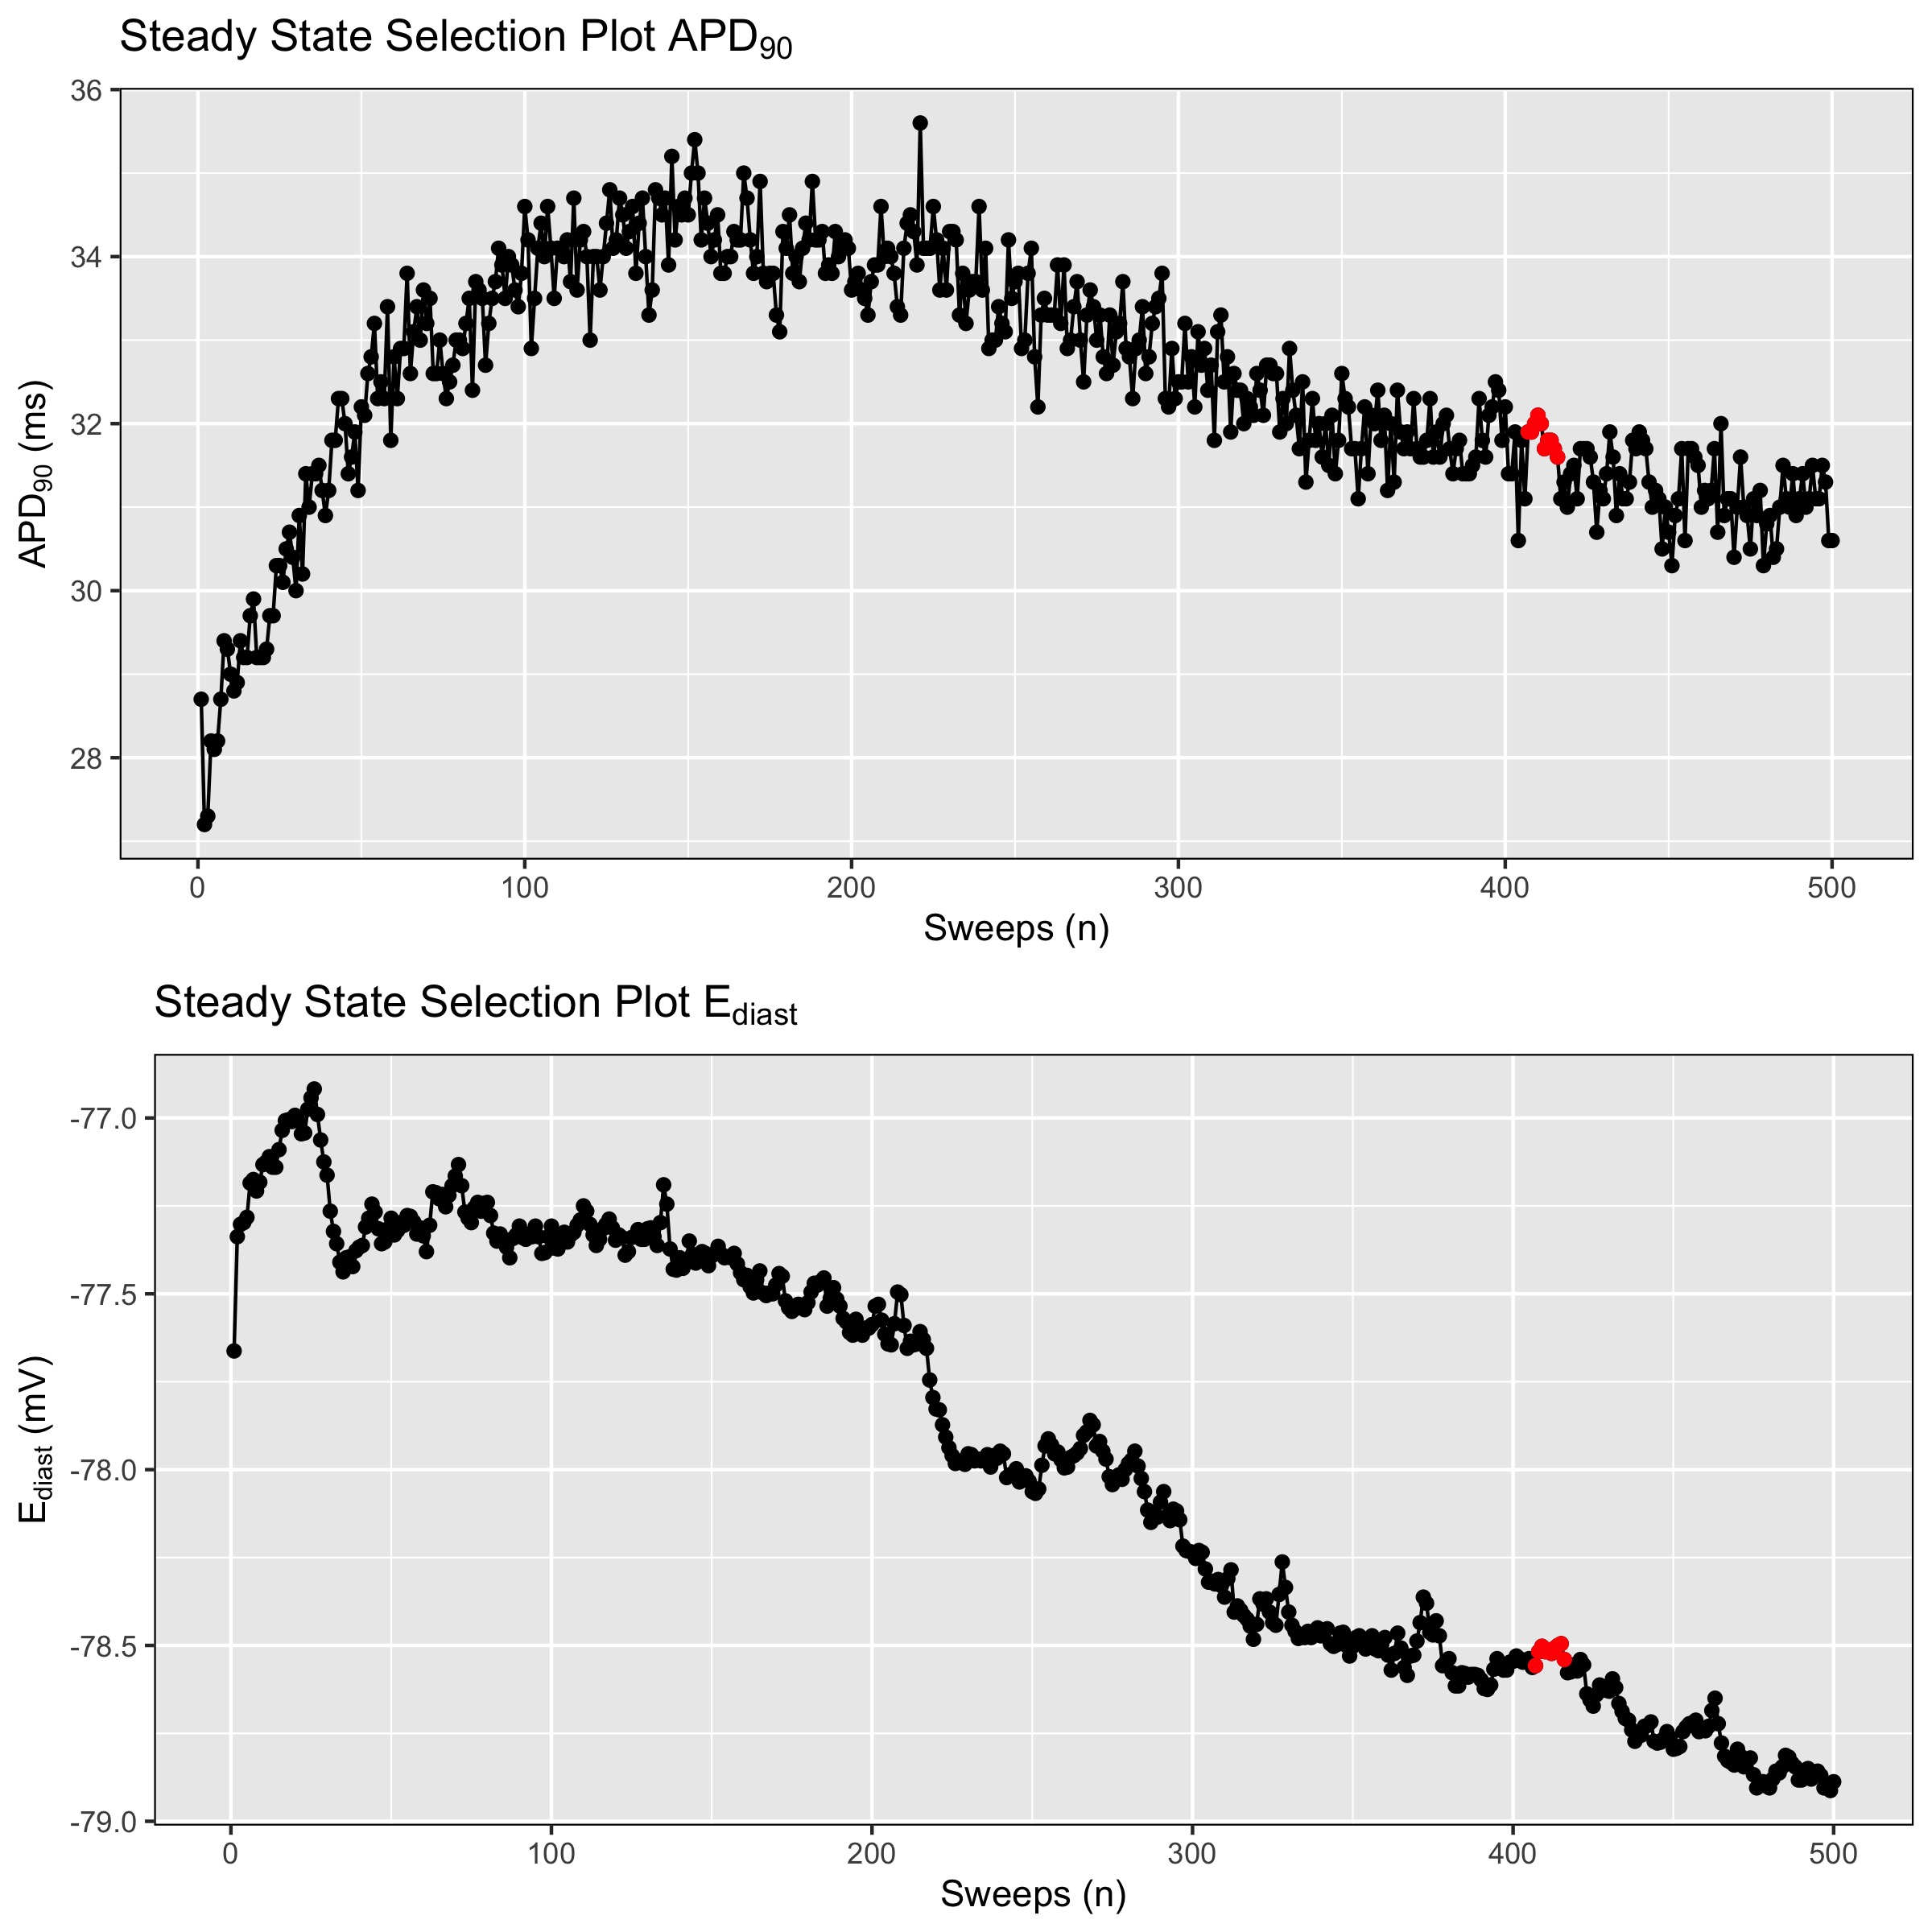 Steady State Selection Plot APD90
36
34
32
30
28
APD90 (ms)
0 100 200 300 400 500
Sweeps (n)
Steady State Selection Plot Ediast
-77.0
-77.5
-78.0
-78.5
-79.0
Ediast (mV)
0 100 200 300 400 500
Sweeps (n)